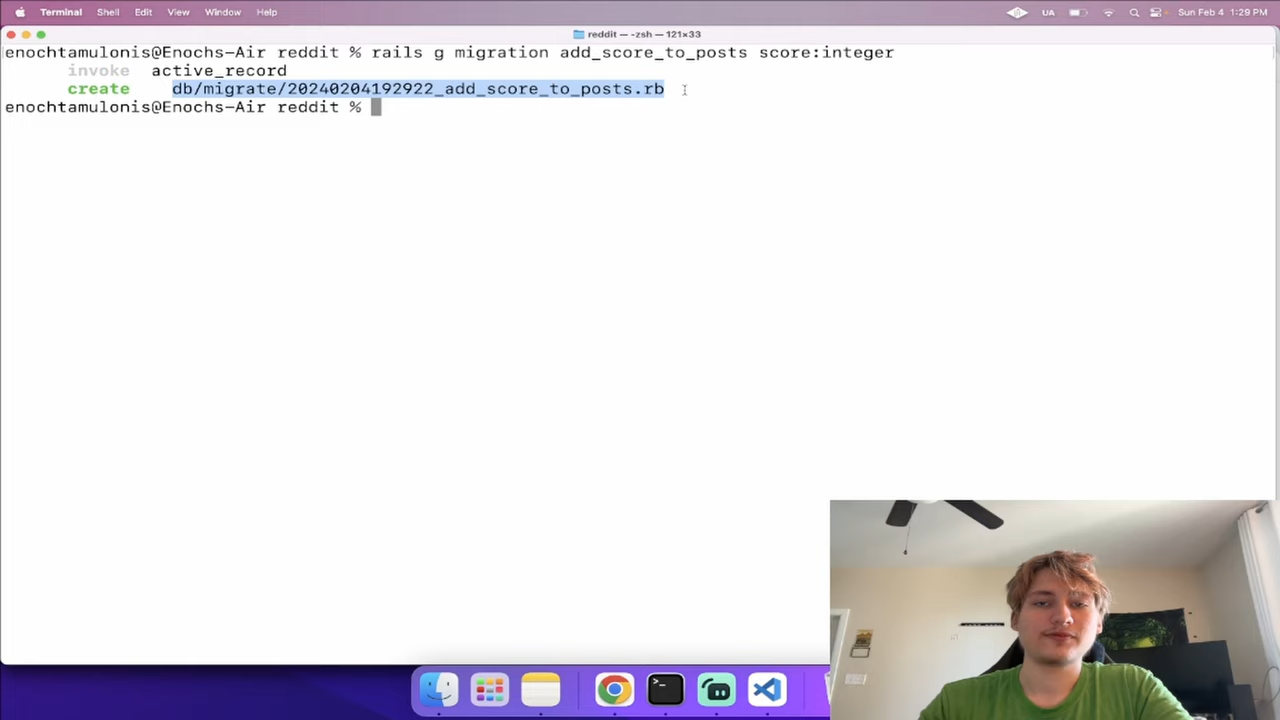 Terminal Shell Edit View Window Help UA Sun Feb 4 1:29 PM
reddit — -zsh — 121×33
enochtamulonis@Enochs-Air reddit % rails g migration add_score_to_posts score:integer
invoke active_record
create db/migrate/20240204192922_add_score_to_posts.rb
enochtamulonis@Enochs-Air reddit %